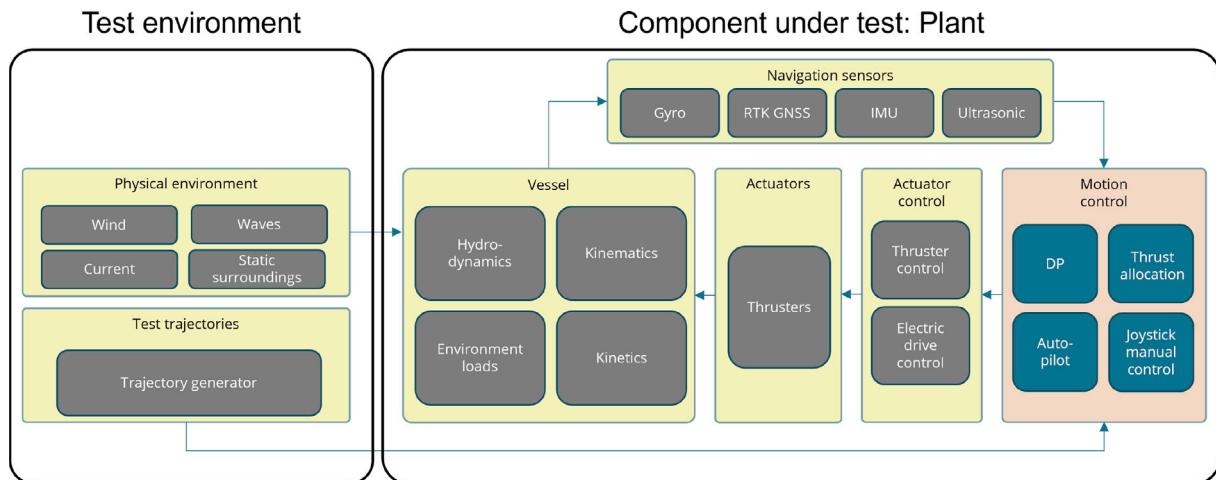 Test environment
Component under test: Plant
Navigation sensors
Gyro
RTK GNSS
IMU
Ultrasonic
Physical environment
Wind
Waves
Current
Static
surroundings
Test trajectories
Trajectory generator
Vessel
Hydro-
dynamics
Kinematics
Environment
loads
Kinetics
Actuators
Thrusters
Actuator
control
Thruster
control
Electric
drive control
Motion
control
DP
Thrust
allocation
Auto-
pilot
Joystick
manual
control